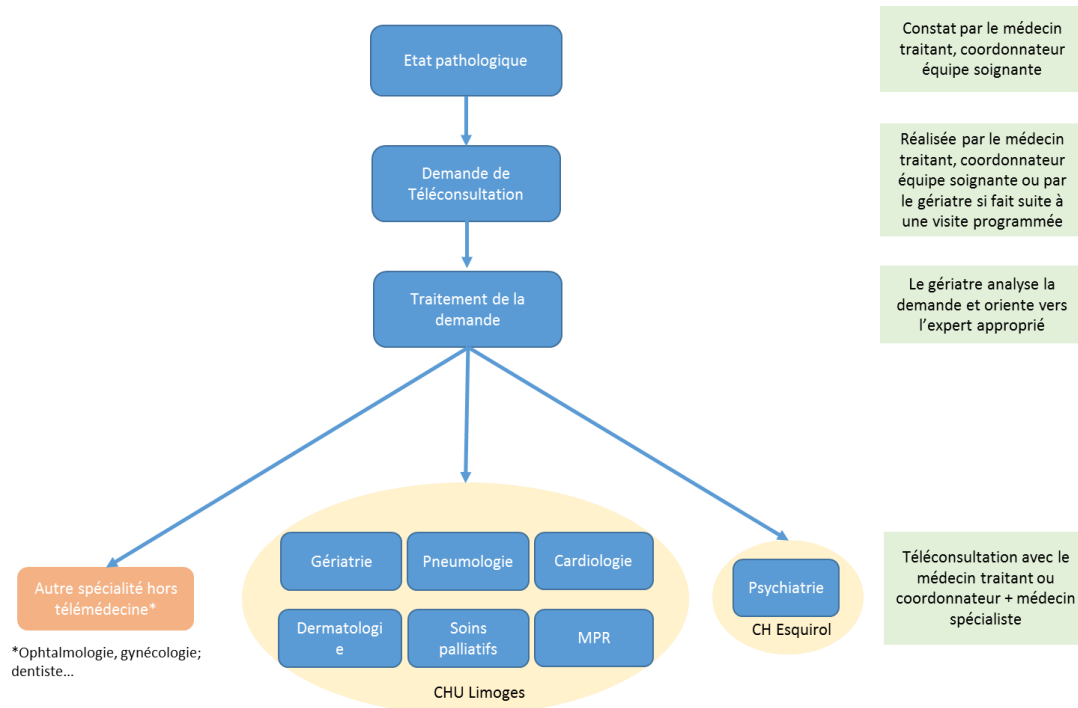 Etat pathologique
Constat par le médecin
traitant, coordonnateur
équipe soignante
Demande de
Téléconsultation
Réalisée par le médecin
traitant, coordonnateur
équipe soignante ou par
le gériatre si fait suite à
une visite programmée
Traitement de la
demande
Le gériatre analyse la
demande et oriente vers
l'expert approprié
Autre spécialité hors
télémédecine*
*Ophtalmologie, gynécologie;
dentiste...
Gériatrie
Pneumologie
Cardiologie
Dermatologi
e
Soins
palliatifs
MPR
CHU Limoges
Psychiatrie
CH Esquirol
Téléconsultation avec le
médecin traitant ou
coordonnateur + médecin
spécialiste